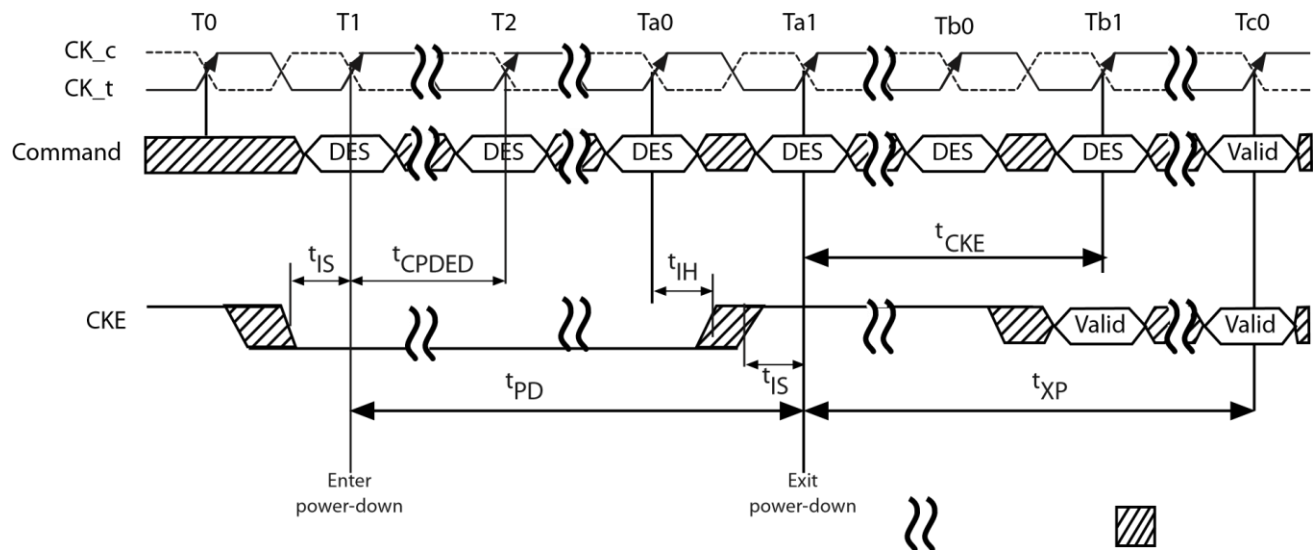 T0 T1 T2 Ta0 Ta1 Tb0 Tb1 Tc0
CK_c
CK_t
Command DES DES DES DES DES DES Valid
tIS tCPDED tIH tCKE
CKE Valid Valid
tIS
tPD tXP
Enter
power-down
Exit
power-down